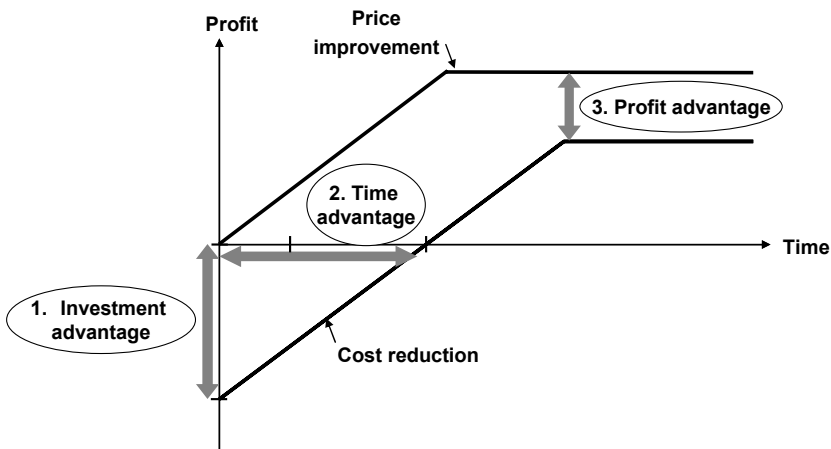 Profit
Price
improvement
3. Profit advantage
2. Time
advantage
Time
1. Investment
advantage
Cost reduction